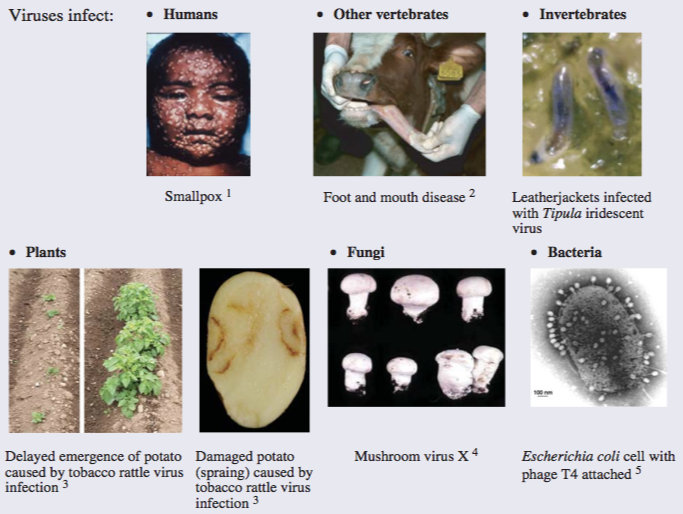 Viruses infect:
• Humans
• Other vertebrates
• Invertebrates
Smallpox 1
Foot and mouth disease 2
Leatherjackets infected
with Tipula iridescent
virus
• Plants
• Fungi
• Bacteria
100 nm
Delayed emergence of potato
caused by tobacco rattle virus
infection 3
Damaged potato
(spraing) caused by
tobacco rattle virus
infection 3
Mushroom virus X 4
Escherichia coli cell with
phage T4 attached 5